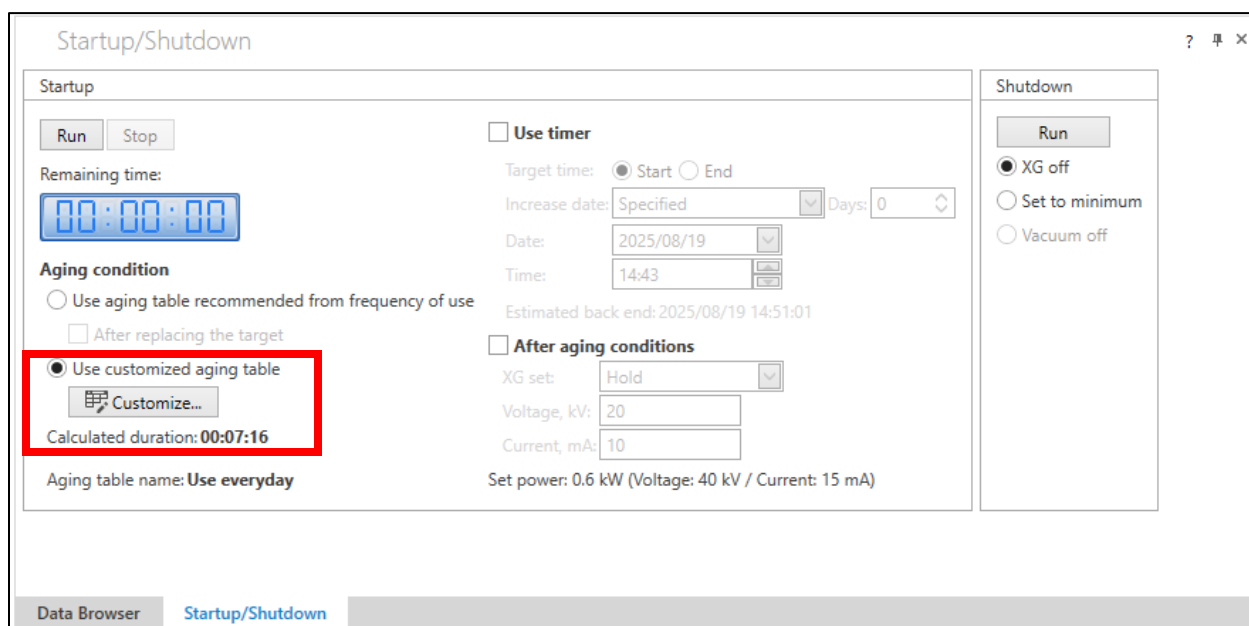 Startup/Shutdown
?
Startup
Run Stop
Remaining time:
00:00:00
Aging condition
Use aging table recommended from frequency of use
After replacing the target
Use customized aging table
Customize...
Calculated duration: 00:07:16
Aging table name: Use everyday
Use timer
Target time: Start End
Increase date: Specified Days: 0
Date: 2025/08/19
Time: 14:43
Estimated back end: 2025/08/19 14:51:01
After aging conditions
XG set: Hold
Voltage, kV: 20
Current, mA: 10
Set power: 0.6 kW (Voltage: 40 kV / Current: 15 mA)
Shutdown
Run
XG off
Set to minimum
Vacuum off
Data Browser Startup/Shutdown